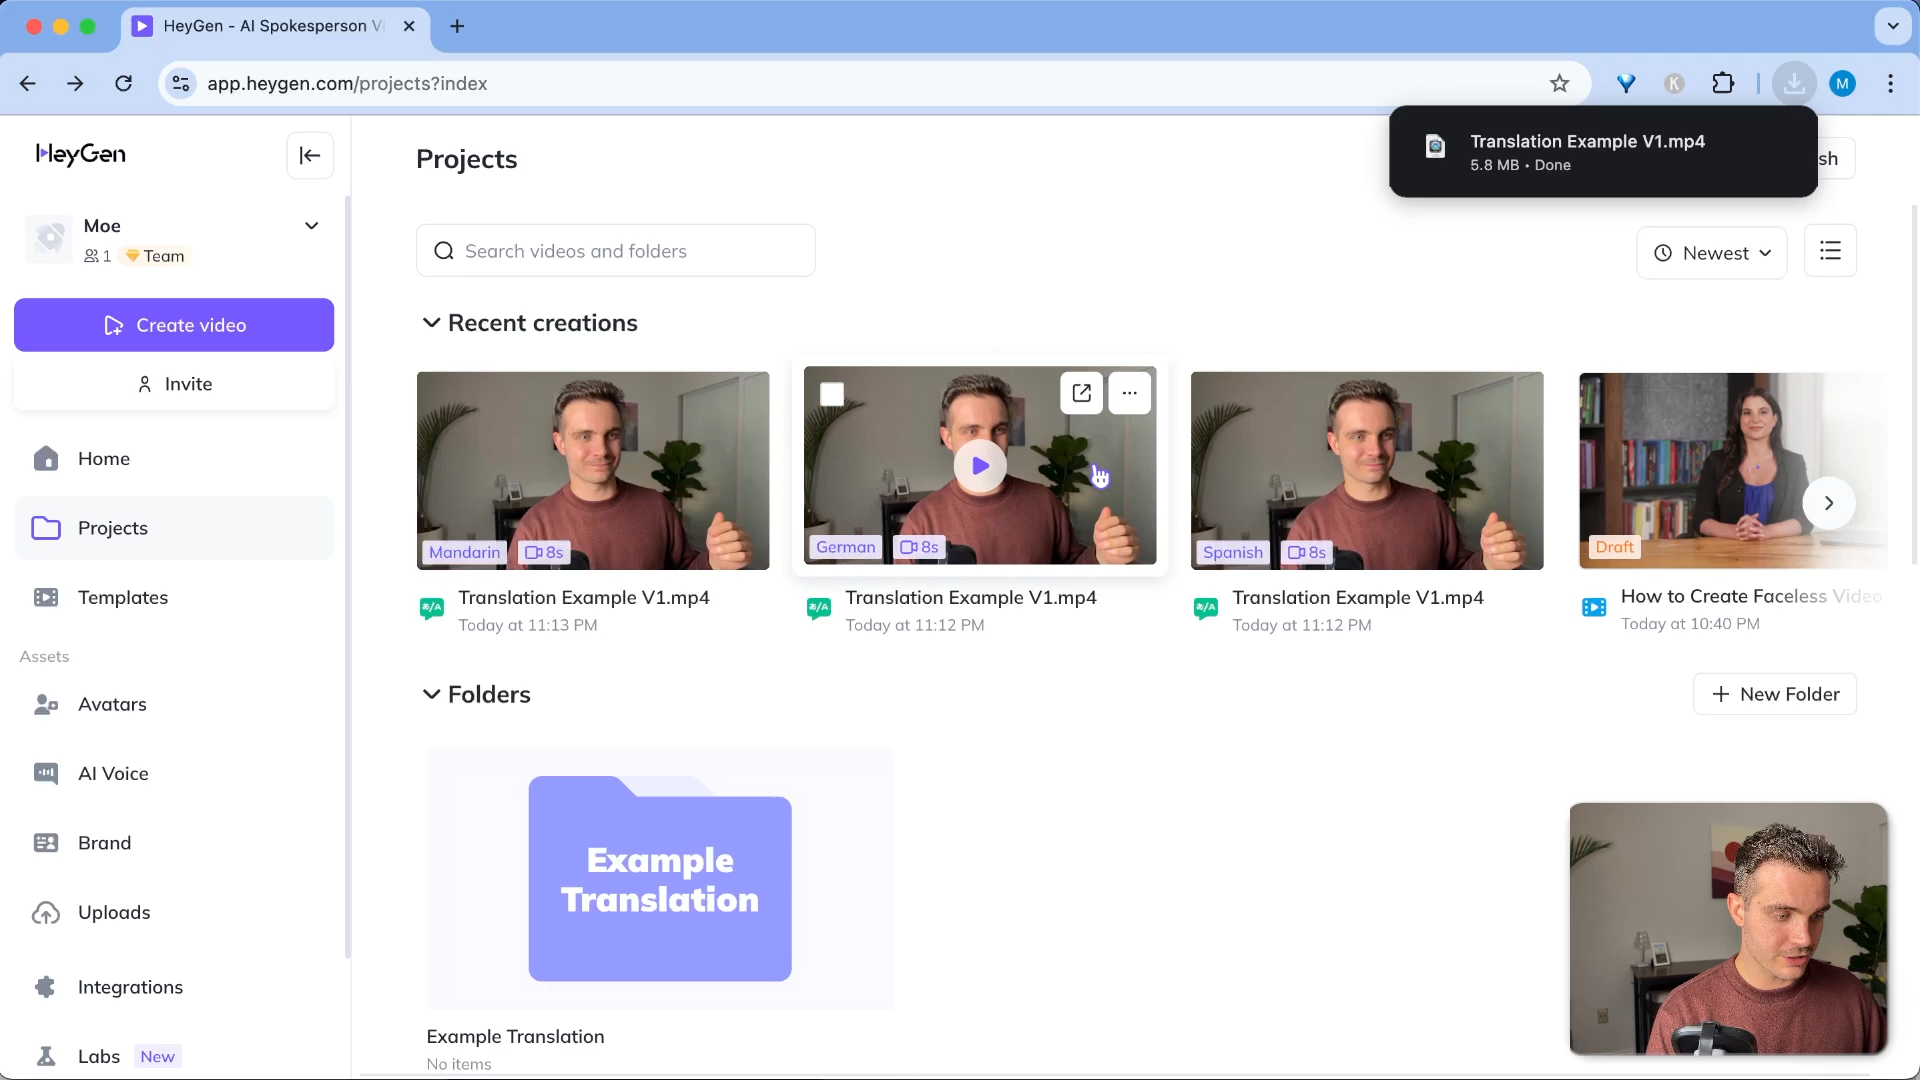 HeyGen - AI Spokesperson Vi
app.heygen.com/projects?index
K
M
Translation Example V1.mp4
5.8 MB • Done
sh
HeyGen
Moe
1
Team
Create video
Invite
Home
Projects
Templates
Assets
Avatars
AI Voice
Brand
Uploads
Integrations
Labs
New
Projects
Search videos and folders
Newest
Recent creations
Mandarin
8s
German
8s
Spanish
8s
Draft
Translation Example V1.mp4
Today at 11:13 PM
Translation Example V1.mp4
Today at 11:12 PM
Translation Example V1.mp4
Today at 11:12 PM
How to Create Faceless Video
Today at 10:40 PM
Folders
New Folder
Example
Translation
Example Translation
No items